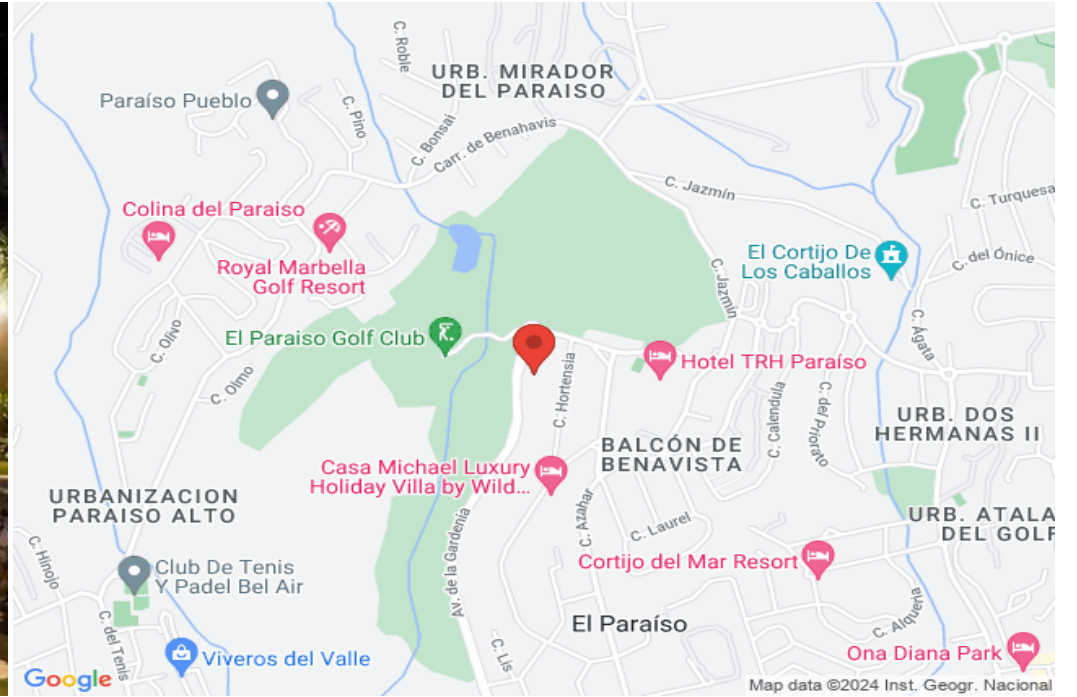 C. Roble
URB. MIRADOR
DEL PARAISO
Paraíso Pueblo
C. Pino
C. Bonsai
Carr. de Benahavis
C. Jazmín
C. Turquesa
Colina del Paraiso
Royal Marbella
Golf Resort
El Cortijo De
Los Caballos
C. del Ónice
C. Jazmín
El Paraiso Golf Club
C. Olivo
C. Ágata
C. Olmo
C. Hortensia
Hotel TRH Paraíso
C. Calendula
C. del Priorato
URB. DOS
HERMANAS II
BALCÓN DE
BENAVISTA
Casa Michael Luxury
Holiday Villa by Wild...
URBANIZACION
PARAISO ALTO
C. Azahar
C. Laurel
URB. ATALA
DEL GOLF
C. Hinojo
Club De Tenis
Y Padel Bel Air
Av. de la Gardenia
Cortijo del Mar Resort
C. Alquería
El Paraíso
C. del Tenis
C. Lis
Viveros del Valle
Ona Diana Park
Google
Map data ©2024 Inst. Geogr. Nacional